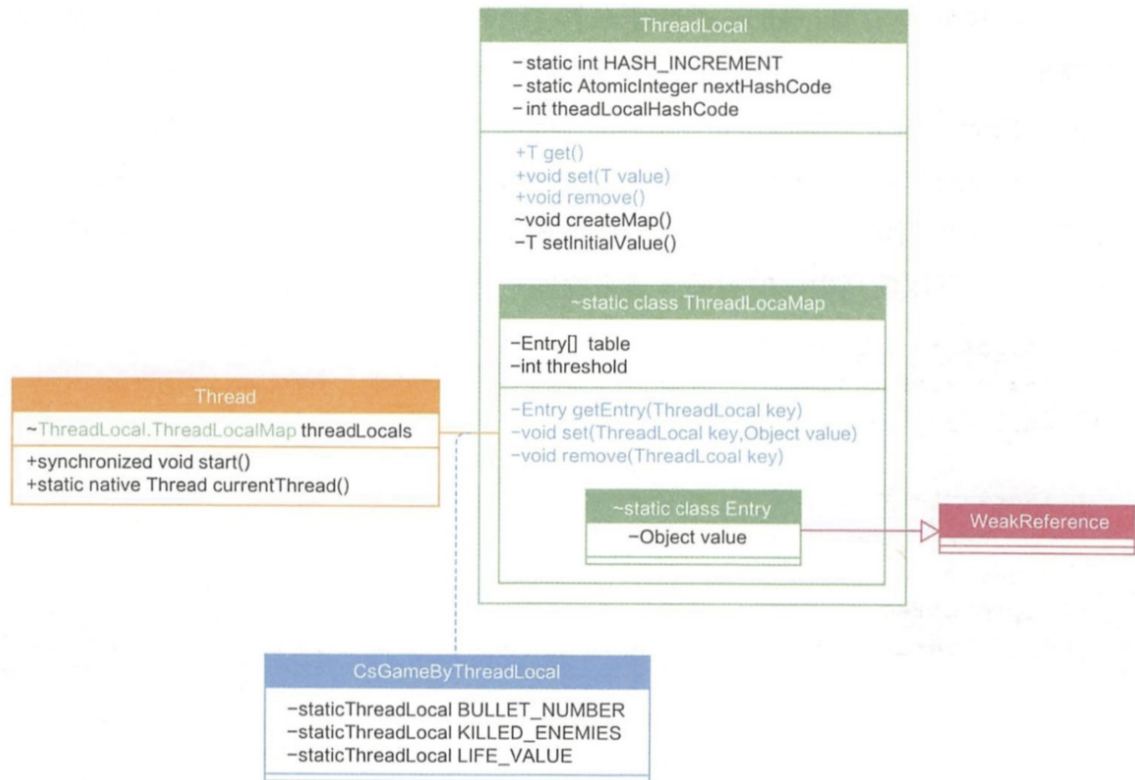 ThreadLocal
−static int HASH_INCREMENT
−static AtomicInteger nextHashCode
−int theadLocalHashCode
+T get()
+void set(T value)
+void remove()
~void createMap()
−T setInitialValue()
~static class ThreadLocaMap
−Entry[] table
−int threshold
−Entry getEntry(ThreadLocal key)
−void set(ThreadLocal key,Object value)
−void remove(ThreadLcoal key)
~static class Entry
−Object value
Thread
~ThreadLocal.ThreadLocalMap threadLocals
+synchronized void start()
+static native Thread currentThread()
WeakReference
CsGameByThreadLocal
−staticThreadLocal BULLET_NUMBER
−staticThreadLocal KILLED_ENEMIES
−staticThreadLocal LIFE_VALUE